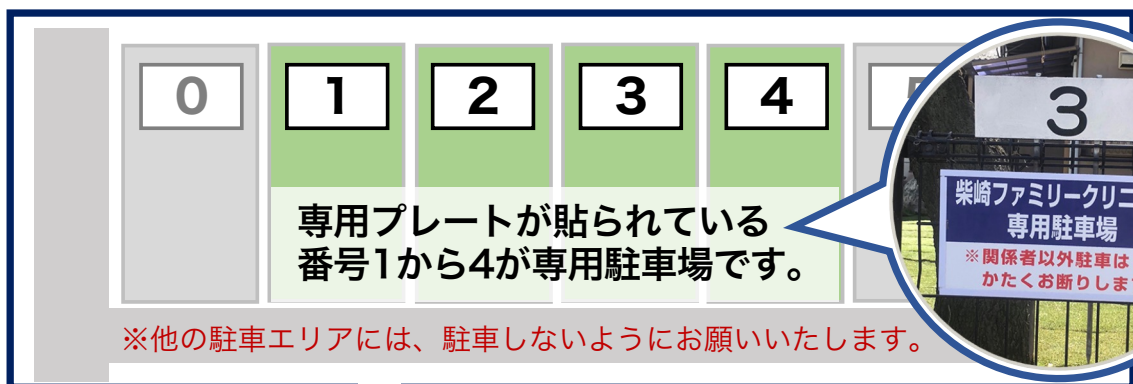 0
1
2
3
4
専用プレートが貼られている
番号1から4が専用駐車場です。
※他の駐車エリアには、駐車しないようにお願いいたします。
3
柴崎ファミリークリニ
専用駐車場
※関係者以外駐車は
かたくお断りしま